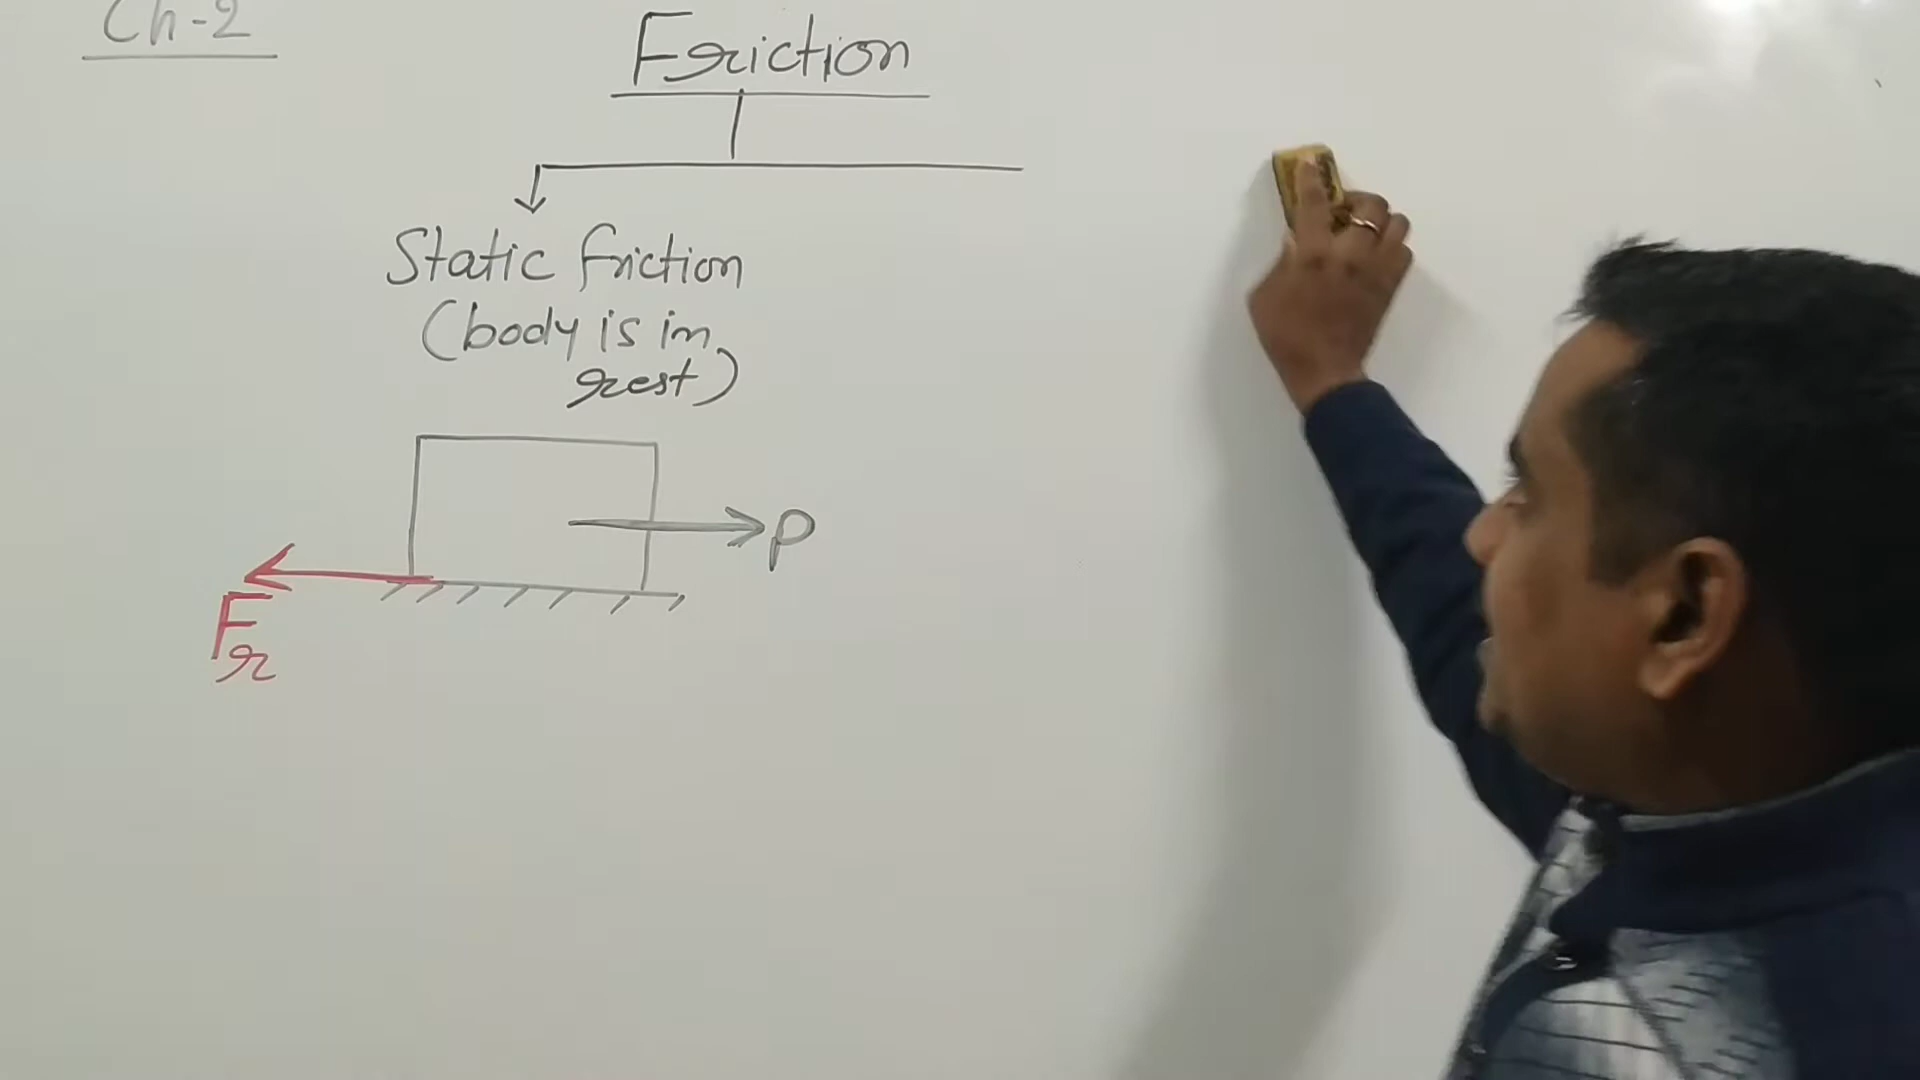 Ch-2
Friction
Static friction
(body is in
rest)
P
Fr